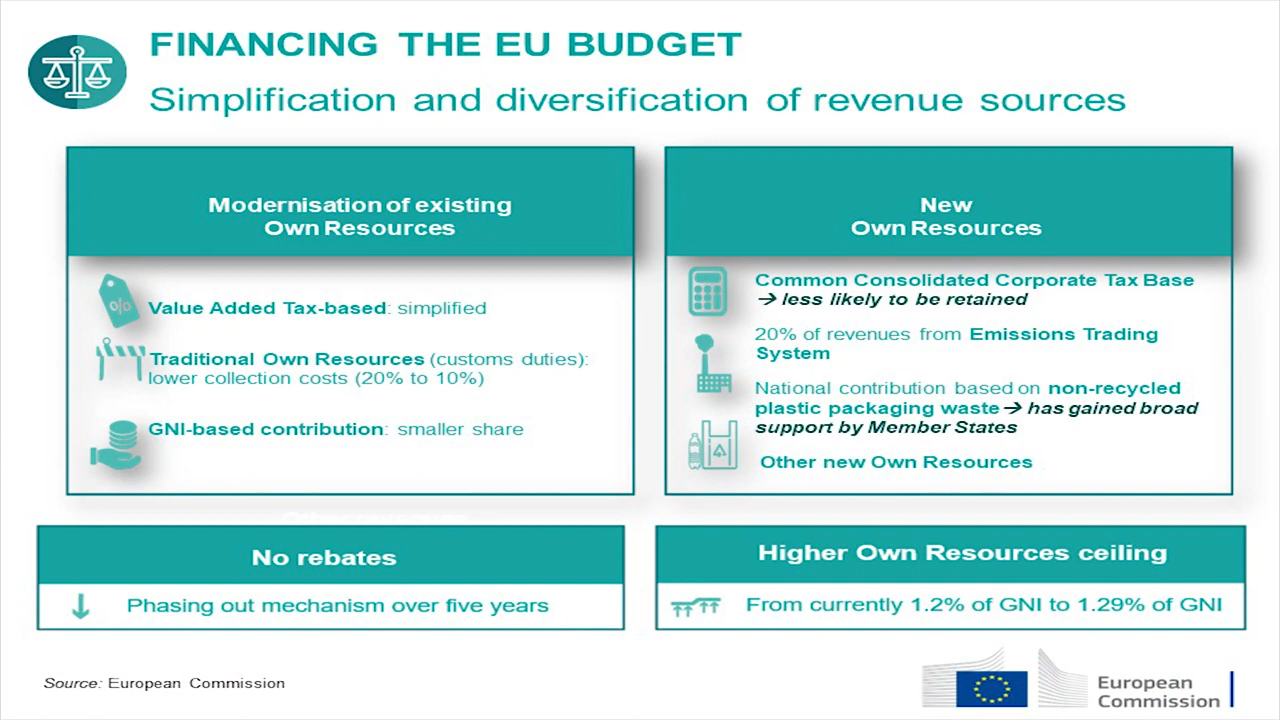 FINANCING THE EU BUDGET
Simplification and diversification of revenue sources
Modernisation of existing
Own Resources
Value Added Tax-based: simplified
Traditional Own Resources (customs duties):
lower collection costs (20% to 10%)
GNI-based contribution: smaller share
New
Own Resources
Common Consolidated Corporate Tax Base
→ less likely to be retained
20% of revenues from Emissions Trading
System
National contribution based on non-recycled
plastic packaging waste → has gained broad
support by Member States
Other new Own Resources
No rebates
Phasing out mechanism over five years
Higher Own Resources ceiling
From currently 1.2% of GNI to 1.29% of GNI
Source: European Commission
European
Commission